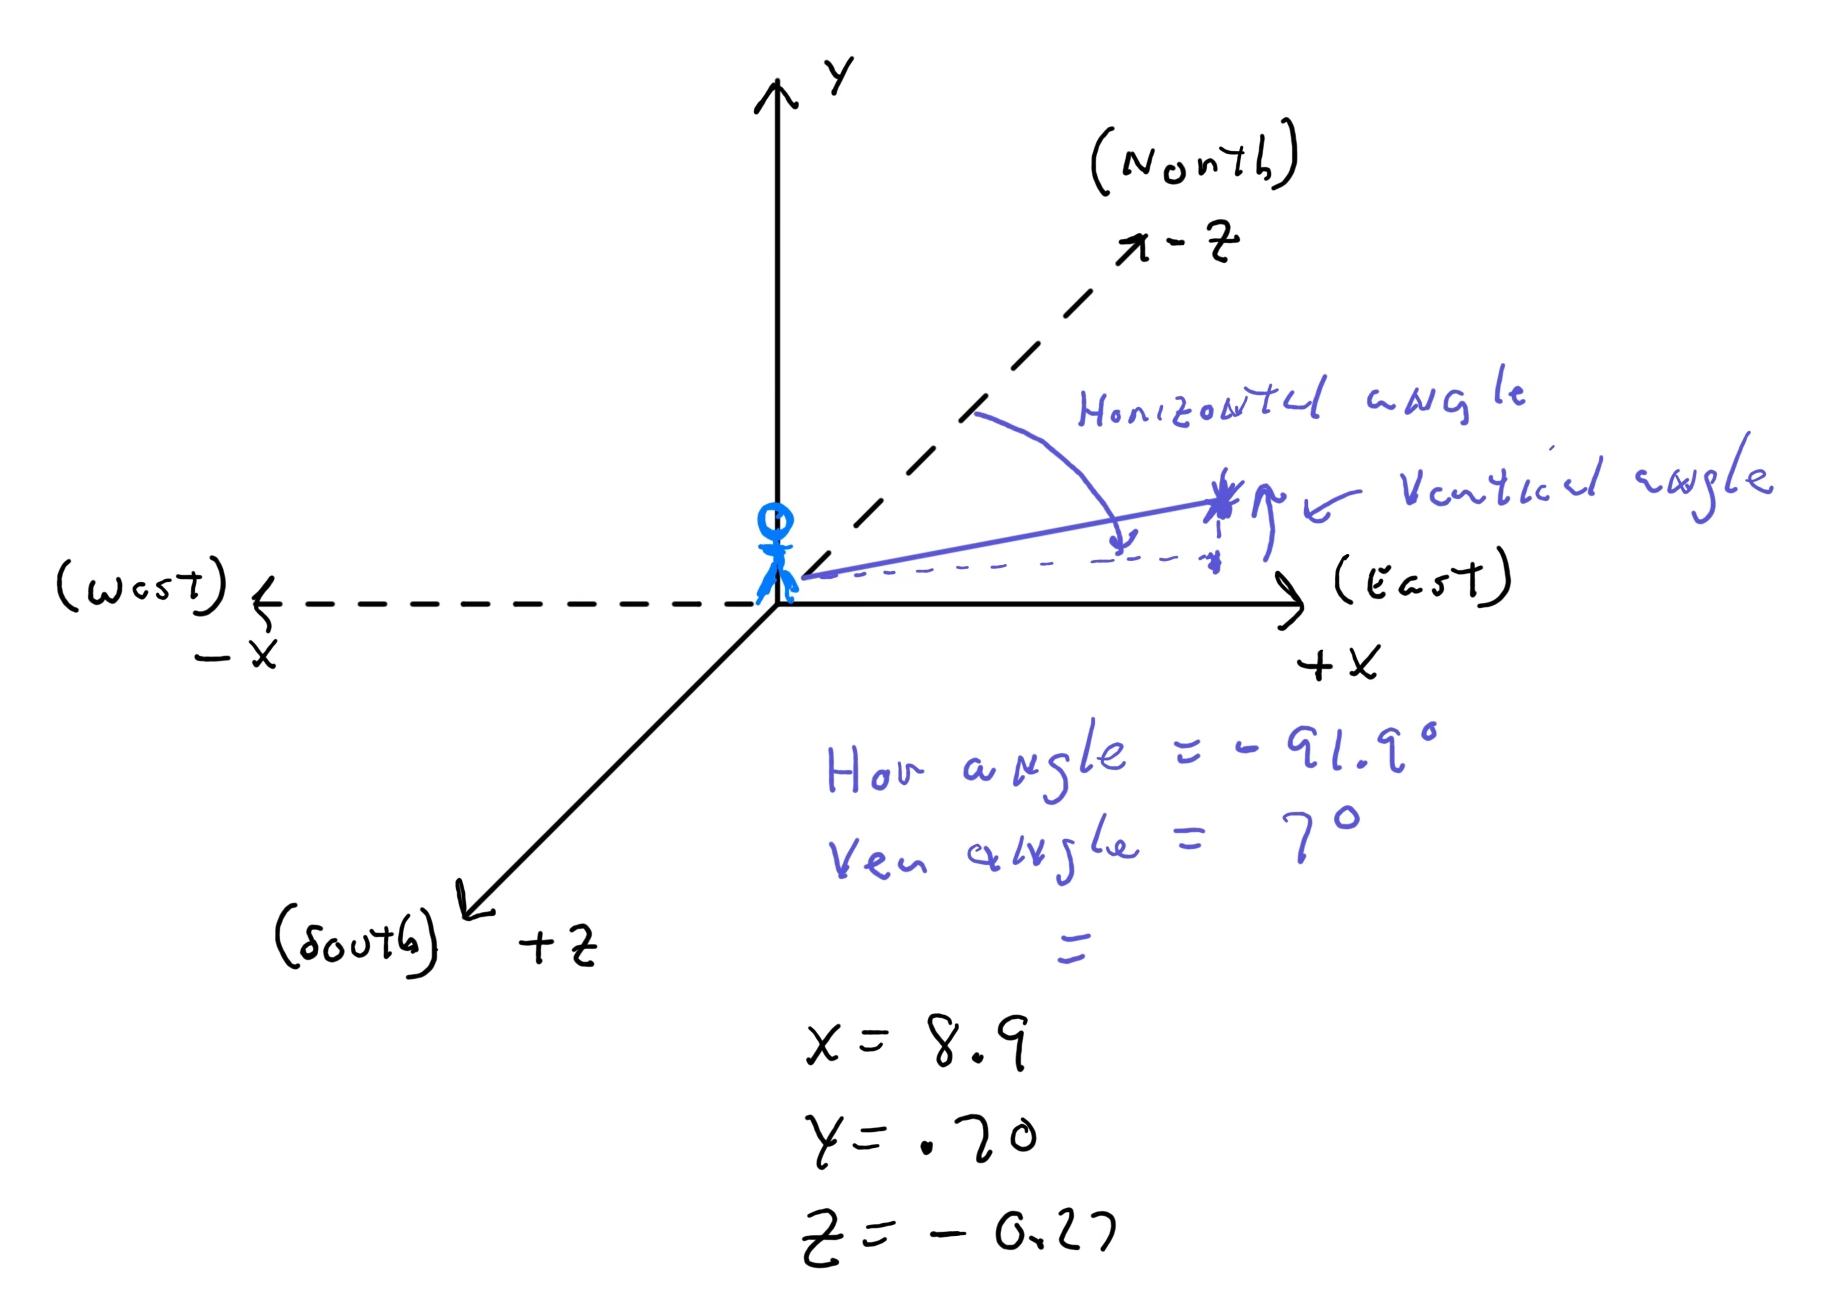 Y
(North)
- Z
Horizontal angle
Vertical angle
(West)
(East)
- X
+ X
Hor angle = - 91.9°
Ver angle = 7°
=
(South)
+ Z
X = 8.9
Y = .70
Z = - 0.27